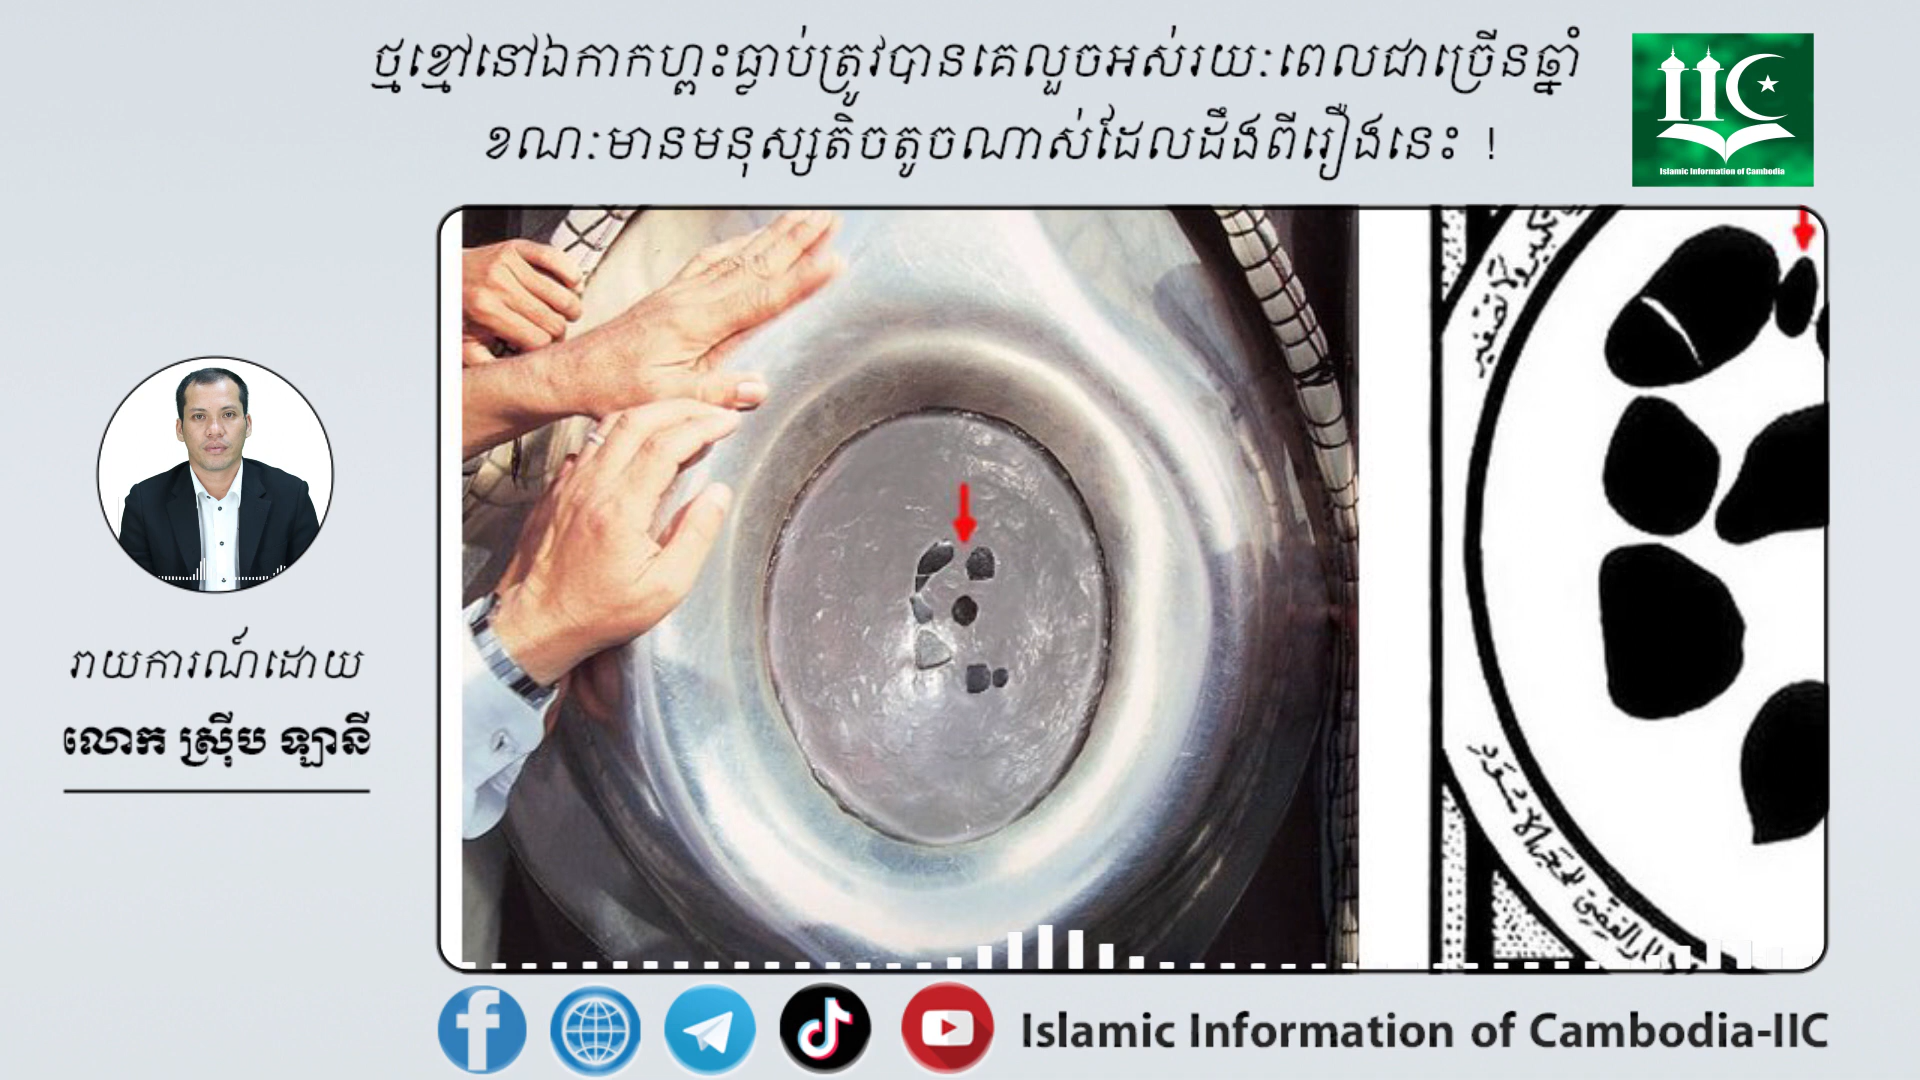 ថ្មខ្មៅនៅឯកាកហ្ពះធ្លាប់ត្រូវបានគេលួចអស់រយៈពេលជាច្រើនឆ្នាំ
ខណៈមានមនុស្សតិចតួចណាស់ដែលដឹងពីរឿងនេះ !
IIC
Islamic Information of Cambodia
រាយការណ៍ដោយ
លោក ស្រ៊ីប ឡានី
Islamic Information of Cambodia-IIC